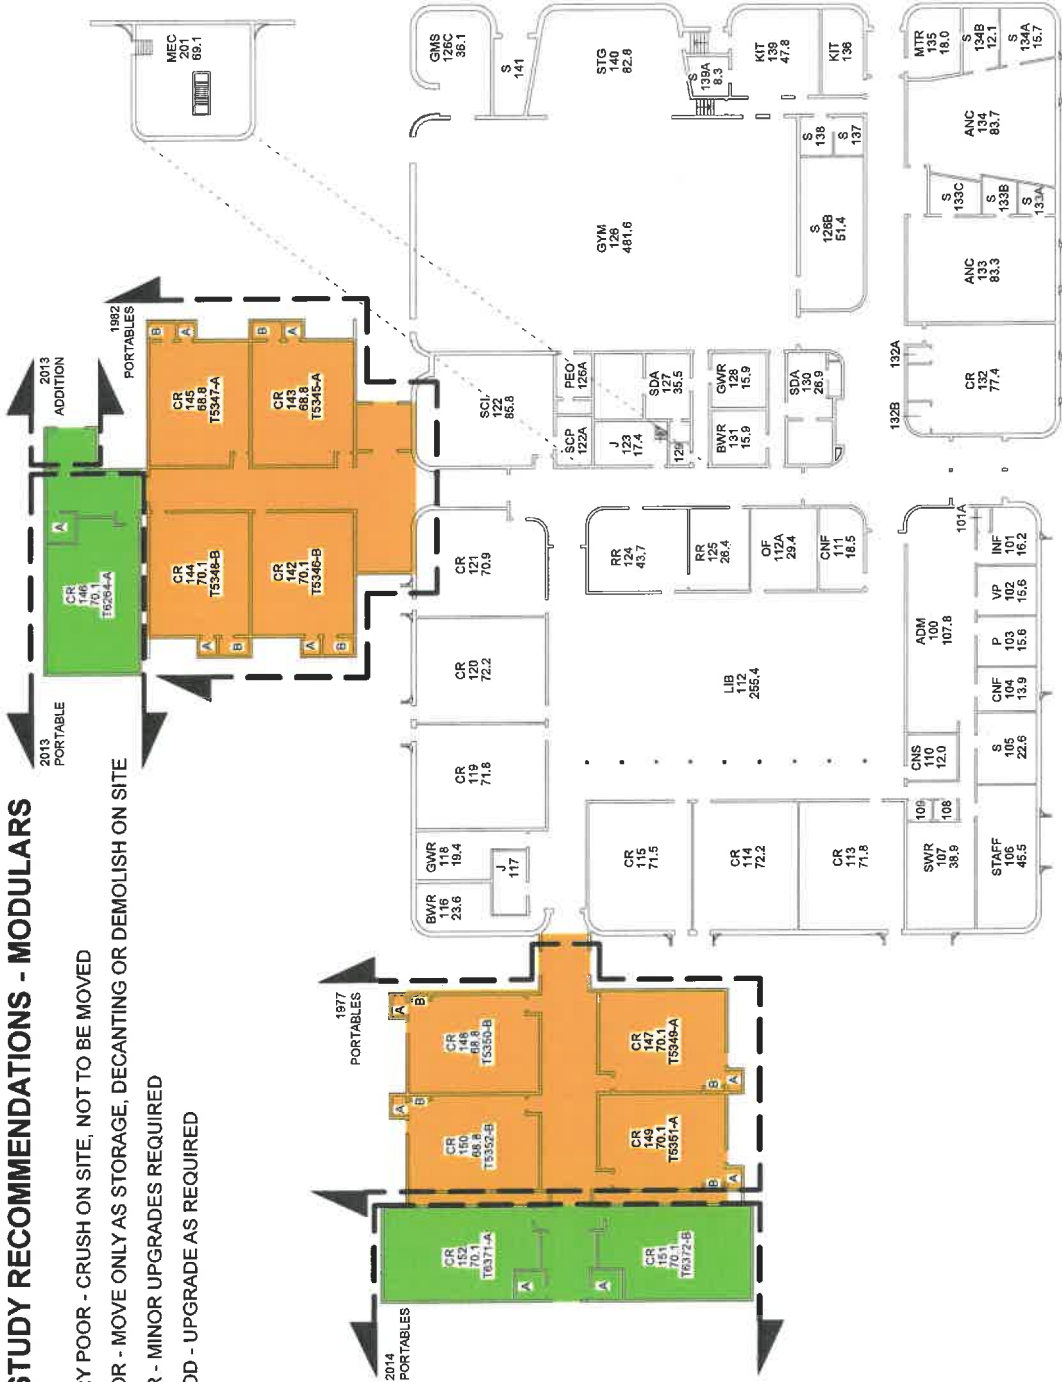 STUDY RECOMMENDATIONS - MODULARS
Y POOR - CRUSH ON SITE, NOT TO BE MOVED
OR - MOVE ONLY AS STORAGE, DECANTING OR DEMOLISH ON SITE
R - MINOR UPGRADES REQUIRED
OD - UPGRADE AS REQUIRED
MEC
201
69.1
2013
ADDITION
1982
PORTABLES
2013
PORTABLE
CR
146
70.1
T6264-A
A
CR
145
68.8
T5347-A
B
A
CR
143
68.8
T5345-A
B
A
CR
144
70.1
T5348-B
A
B
CR
142
70.1
T5346-B
A
B
GMS
126C
36.1
S
141
STG
140
82.8
S
139A
8.3
KIT
139
47.8
KIT
136
MTR
135
18.0
S
134B
12.1
S
134A
15.7
GYM
126
481.6
S
138
S
137
S
126B
51.4
ANC
134
83.7
S
133C
S
133B
S
133A
ANC
133
83.3
SCI.
122
85.8
PEO
126A
SCP
122A
J
123
17.4
SDA
127
35.5
129
GWR
128
15.9
BWR
131
15.9
SDA
130
26.9
132A
132B
CR
132
77.4
CR
121
70.9
RR
124
43.7
RR
125
26.4
OF
112A
29.4
CNF
111
18.5
101A
INF
101
16.2
VP
102
15.6
P
103
15.6
CNF
104
13.9
ADM
100
107.8
CR
120
72.2
LIB
112
255.4
CNS
110
12.0
S
105
22.6
CR
119
71.8
GWR
118
19.4
J
117
BWR
116
23.6
CR
115
71.5
CR
114
72.2
CR
113
71.8
109
108
SWR
107
38.9
STAFF
106
45.5
1977
PORTABLES
A
B
CR
148
68.8
T5350-B
CR
147
70.1
T5349-A
B
A
A
B
CR
150
68.8
T5352-B
CR
149
70.1
T5351-A
B
A
CR
152
70.1
T6371-A
A
CR
151
70.1
T6372-B
A
2014
PORTABLES